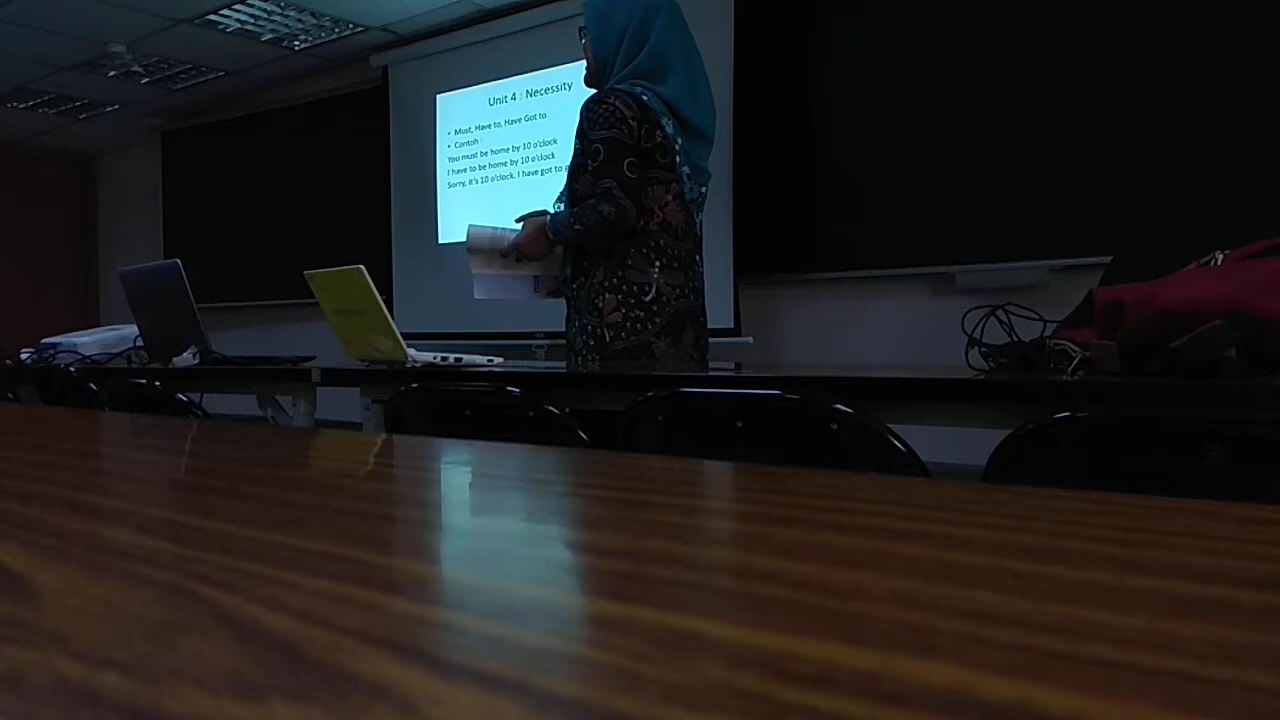 Unit 4 : Necessity
• Must, Have to, Have Got to.
• Contoh :
You must be home by 10 o'clock
I have to be home by 10 o'clock
Sorry, it's 10 o'clock. I have got to